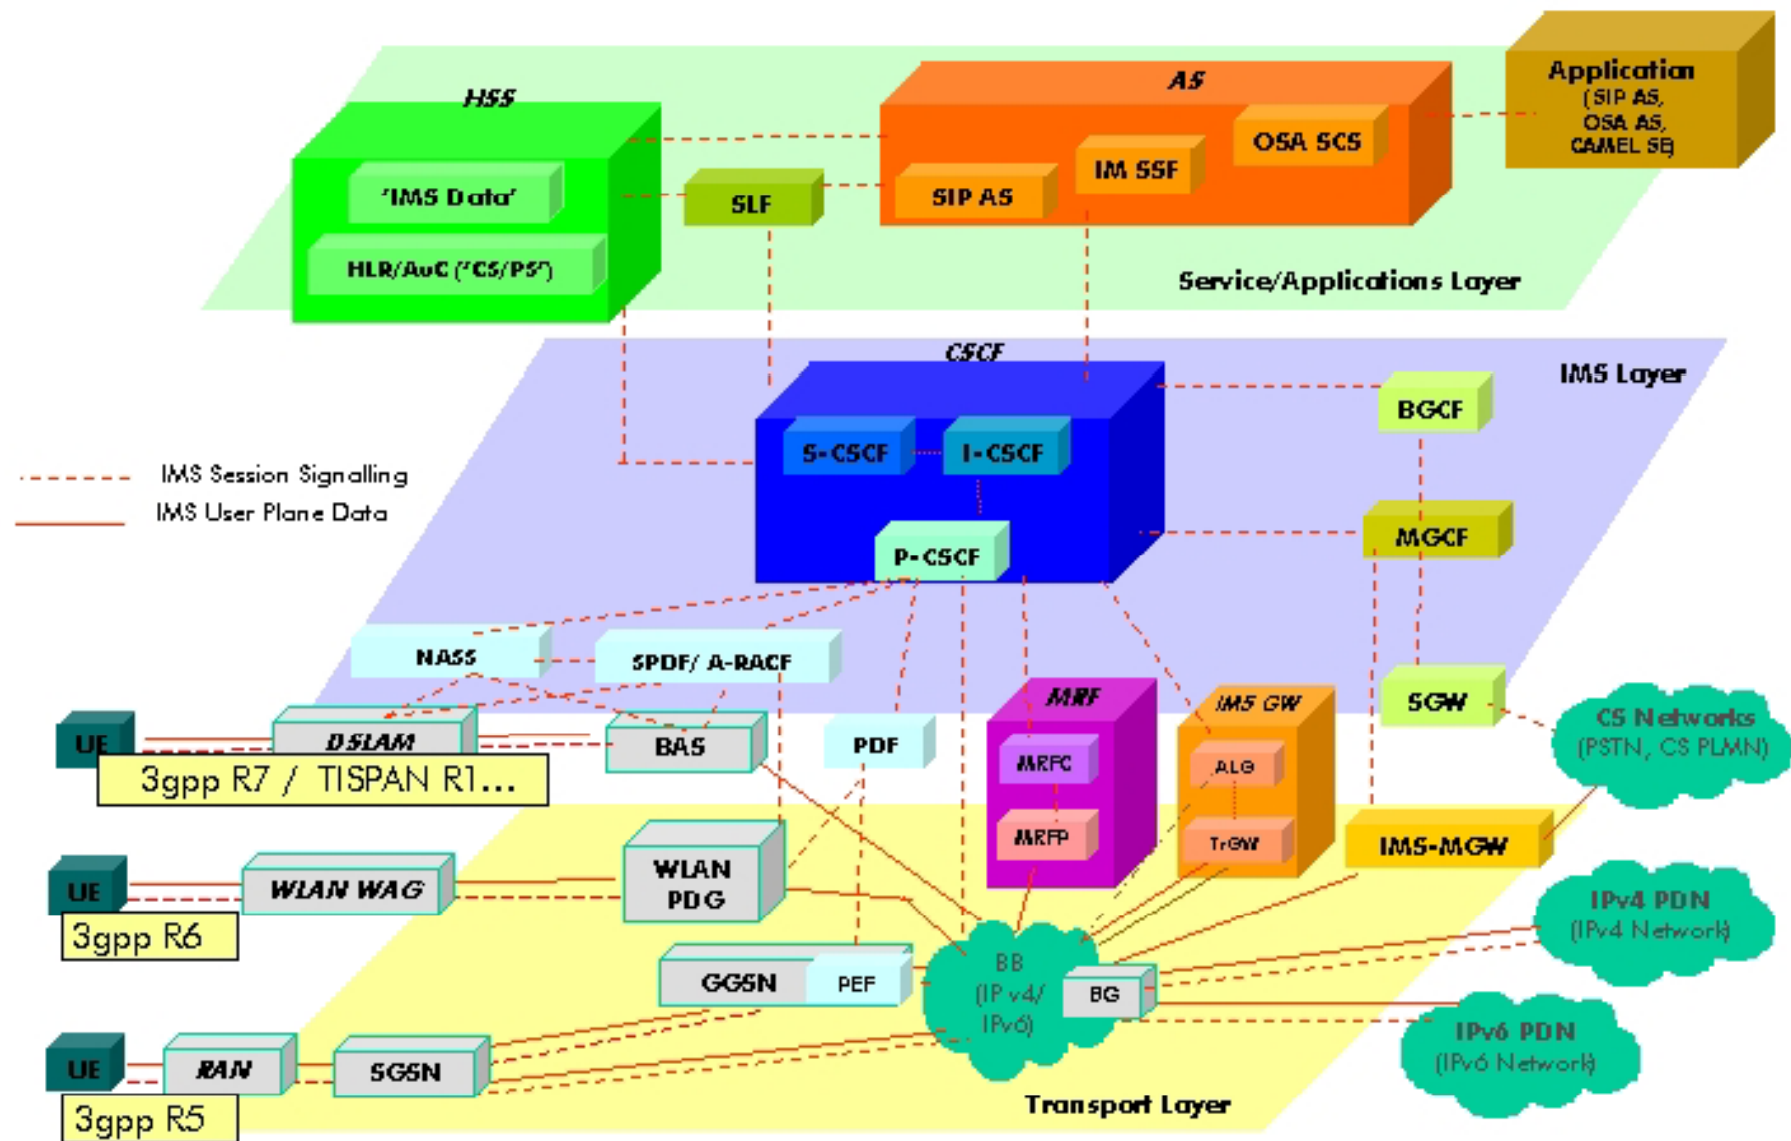 HSS
AS
Application
(SIP AS,
OSA AS,
CAMEL SE)
'IMS Data'
HLR/AuC ('CS/PS')
SLF
SIP AS
IM SSF
OSA SCS
Service/Applications Layer
CSCF
IMS Layer
S-CSCF
I-CSCF
P-CSCF
BGCF
MGCF
IMS Session Signalling
IMS User Plane Data
NASS
SPDF/ A-RACF
UE
DSLAM
BAS
PDF
MRF
MRFC
MRFP
IMS GW
ALG
TrGW
SGW
CS Networks
(PSTN, CS PLMN)
3gpp R7 / TISPAN R1...
UE
WLAN WAG
WLAN
PDG
IMS-MGW
3gpp R6
IPv4 PDN
(IPv4 Network)
GGSN
PEF
BB
(IP v4/
IPv6)
BG
IPv6 PDN
(IPv6 Network)
UE
RAN
SGSN
3gpp R5
Transport Layer